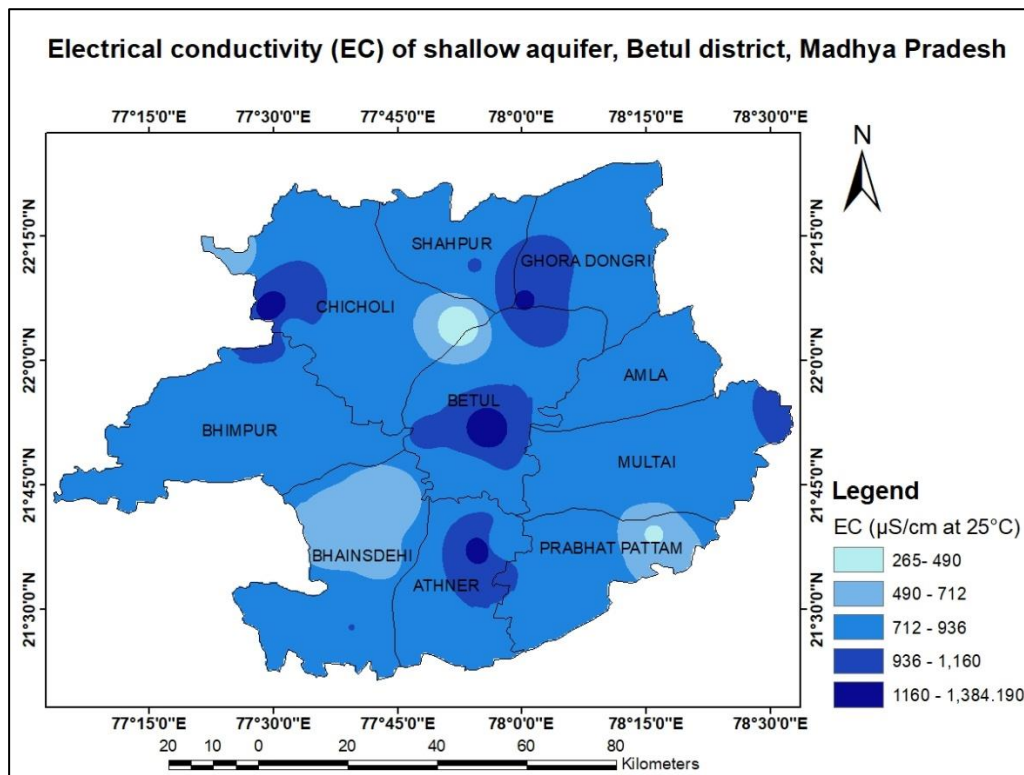 Electrical conductivity (EC) of shallow aquifer, Betul district, Madhya Pradesh
77°15'0"E 77°30'0"E 77°45'0"E 78°0'0"E 78°15'0"E 78°30'0"E
N
22°15'0"N 22°15'0"N
SHAHPUR
GHORA DONGRI
CHICHOLI
22°0'0"N 22°0'0"N
AMLA
BETUL
BHIMPUR
MULTAI
21°45'0"N 21°45'0"N
Legend
EC (µS/cm at 25°C)
BHAINSDEHI
PRABHAT PATTAM
ATHNER
265- 490
490 - 712
712 - 936
936 - 1,160
1160 - 1,384.190
21°30'0"N 21°30'0"N
77°15'0"E 77°30'0"E 77°45'0"E 78°0'0"E 78°15'0"E 78°30'0"E
20 10 0 20 40 60 80
Kilometers